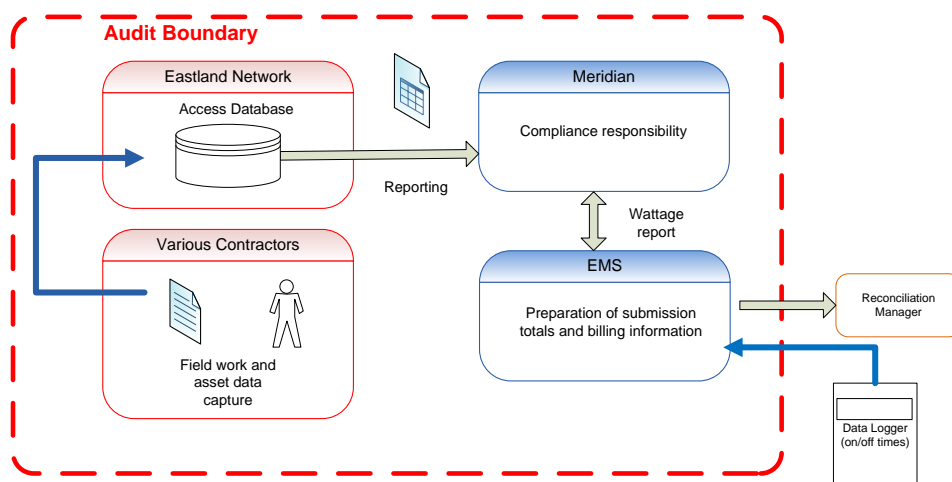 Audit Boundary
Eastland Network
Access Database
Reporting
Meridian
Compliance responsibility
Wattage
report
Various Contractors
Field work and
asset data
capture
EMS
Preparation of submission
totals and billing information
Reconciliation
Manager
Data Logger
(on/off times)